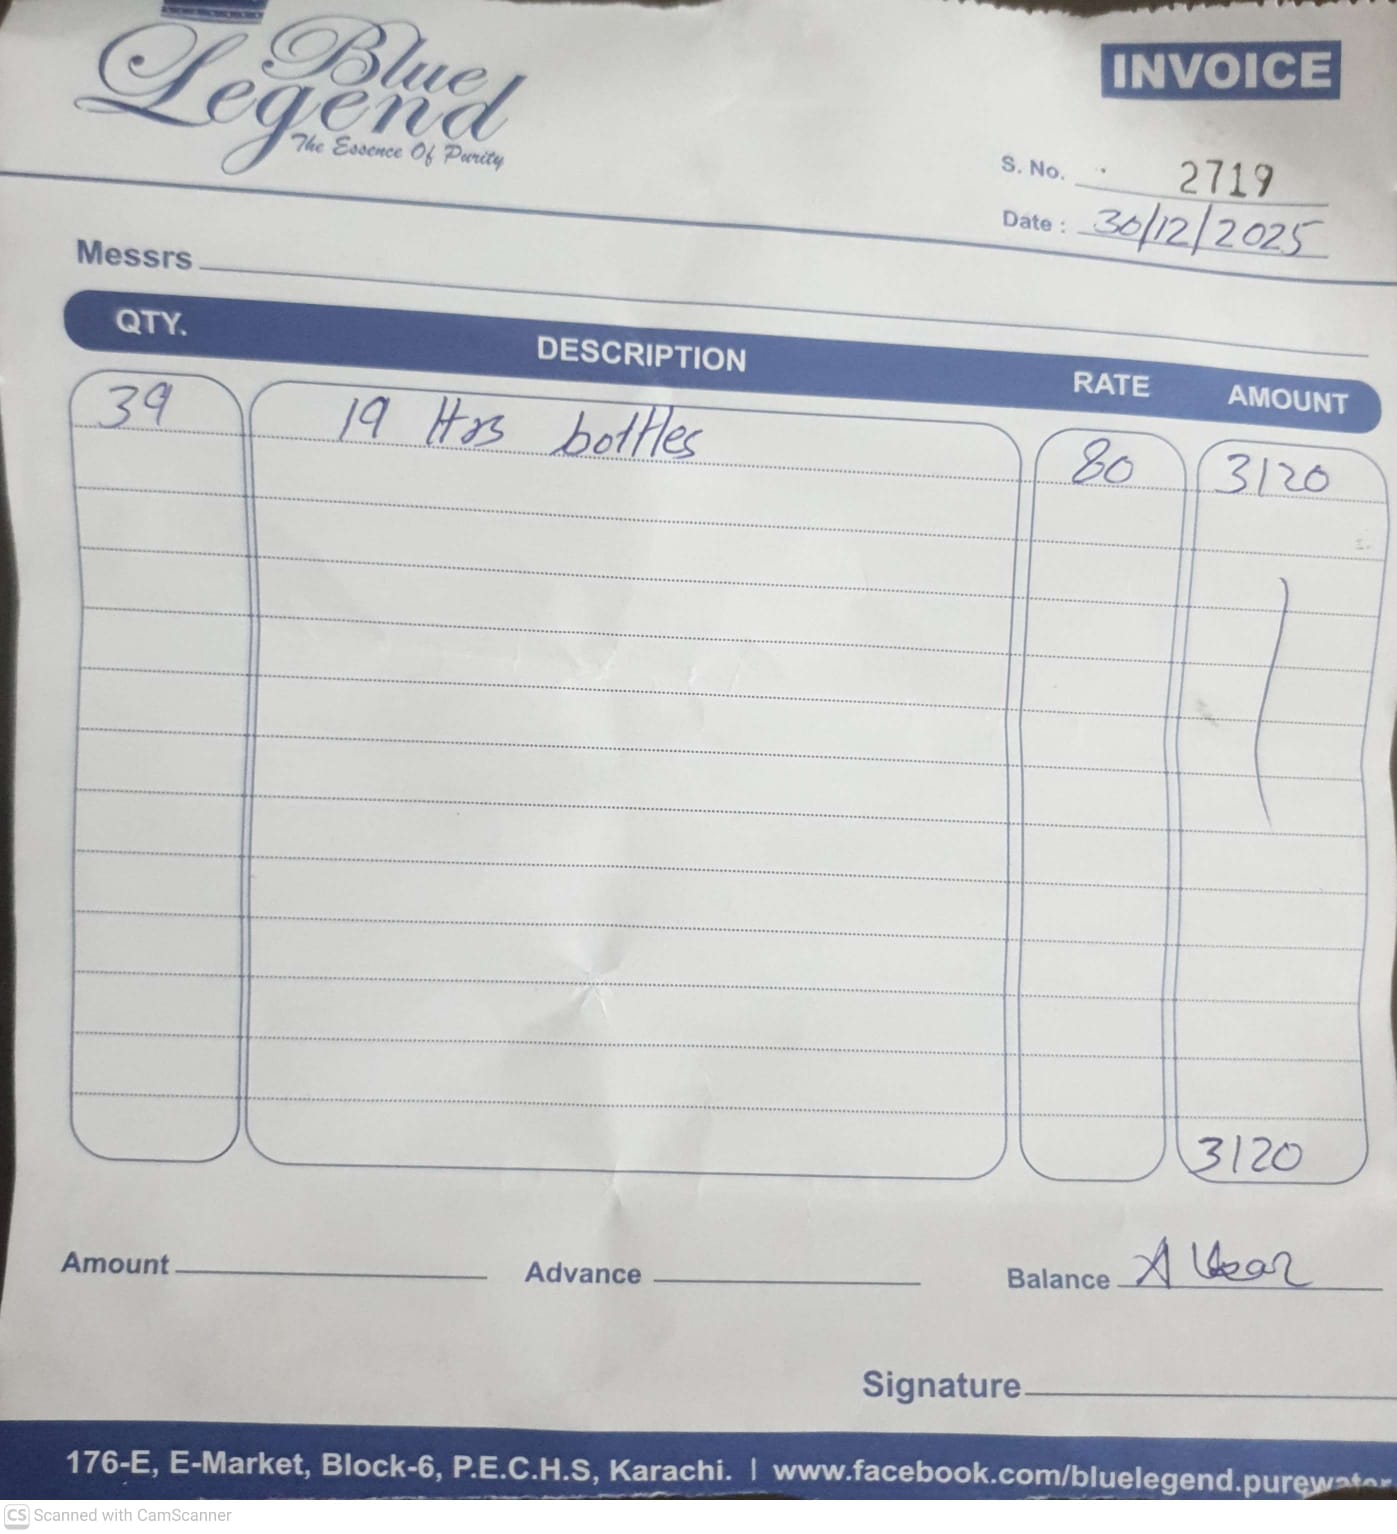 Blue
Legend
The Essence Of Purity
INVOICE
S. No. 2719
Date : 30/12/2025
Messrs
QTY. DESCRIPTION RATE AMOUNT
39 19 ltrs bottles 80 3120
3120
Amount Advance Balance
Signature
176-E, E-Market, Block-6, P.E.C.H.S, Karachi. | www.facebook.com/bluelegend.purewater
CS Scanned with CamScanner